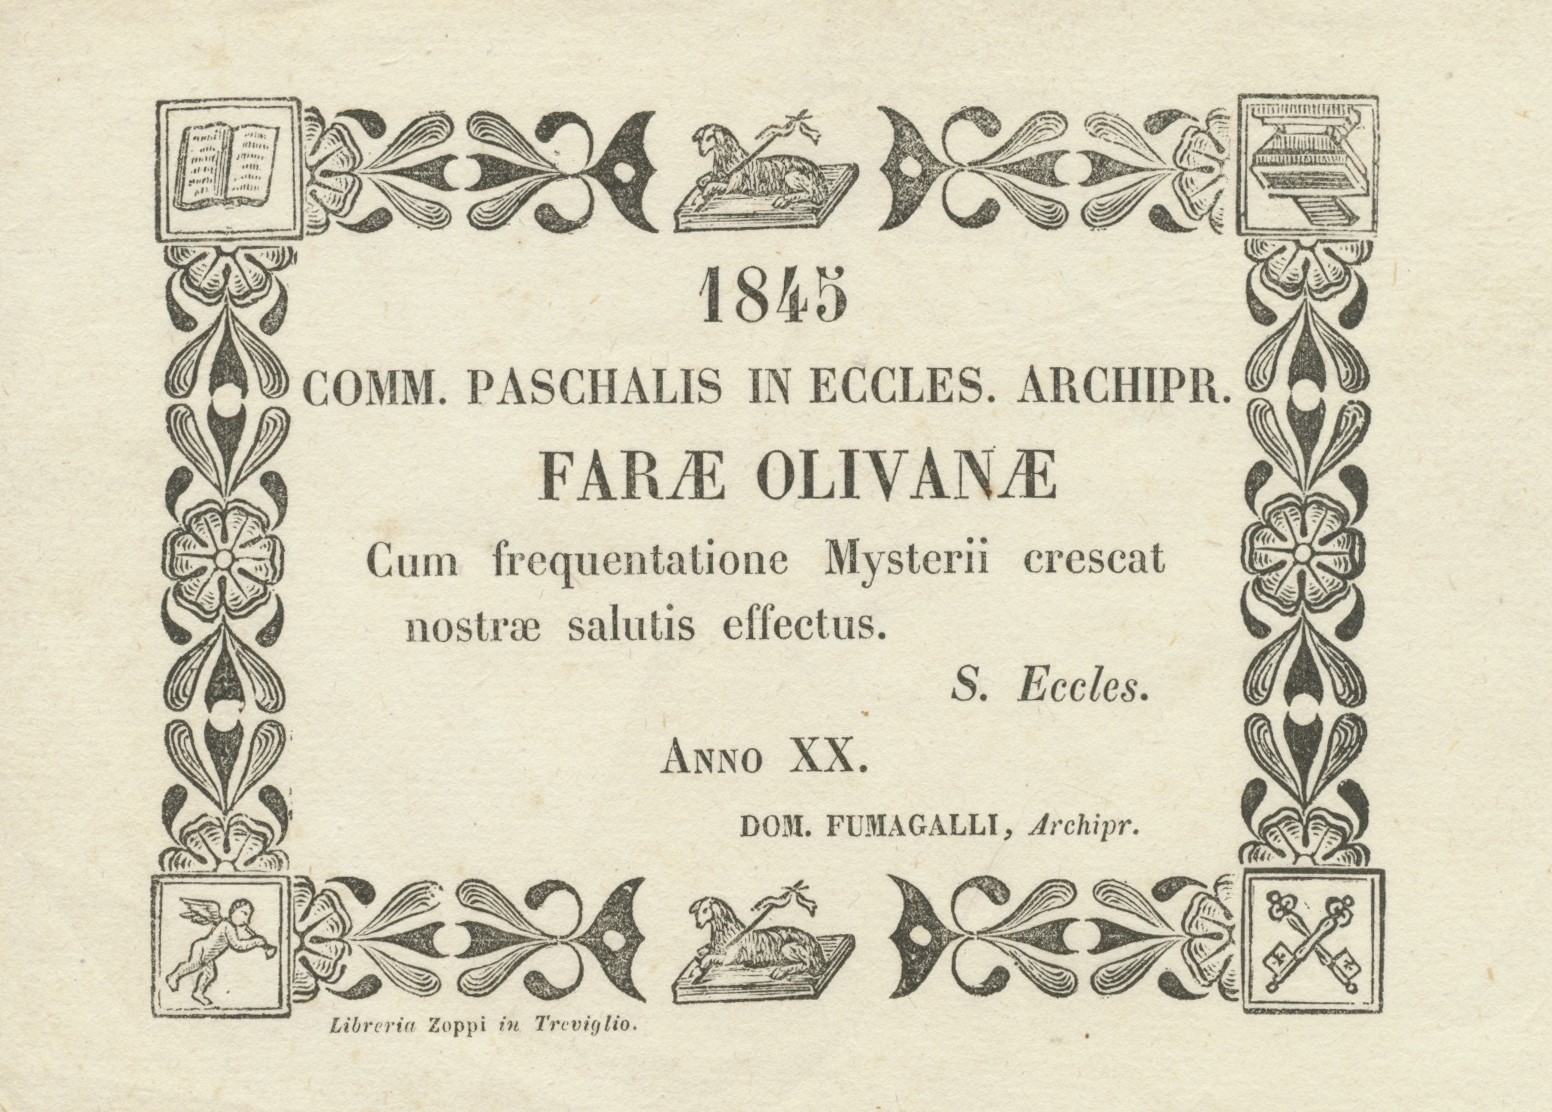 1845
COMM. PASCHALIS IN ECCLES. ARCHIPR.
FARÆ OLIVANÆ
Cum frequentatione Mysterii crescat
nostræ salutis effectus.
S. Eccles.
ANNO XX.
DOM. FUMAGALLI, Archipr.
Libreria Zoppi in Treviglio.